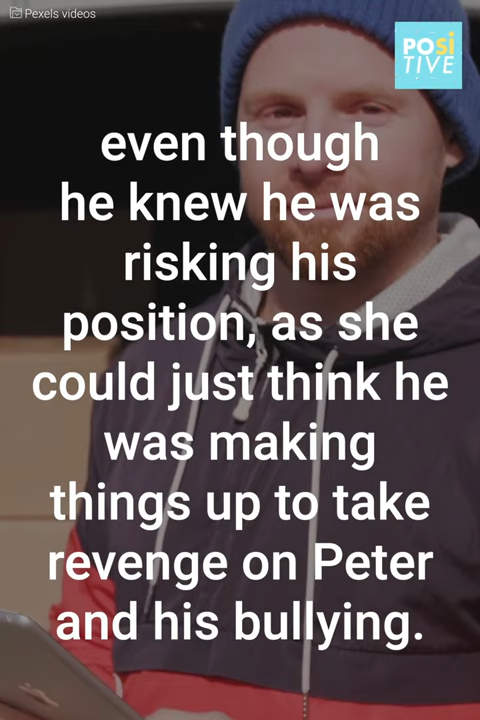 Pexels videos
POSi
TIVE
even though
he knew he was
risking his
position, as she
could just think he
was making
things up to take
revenge on Peter
and his bullying.